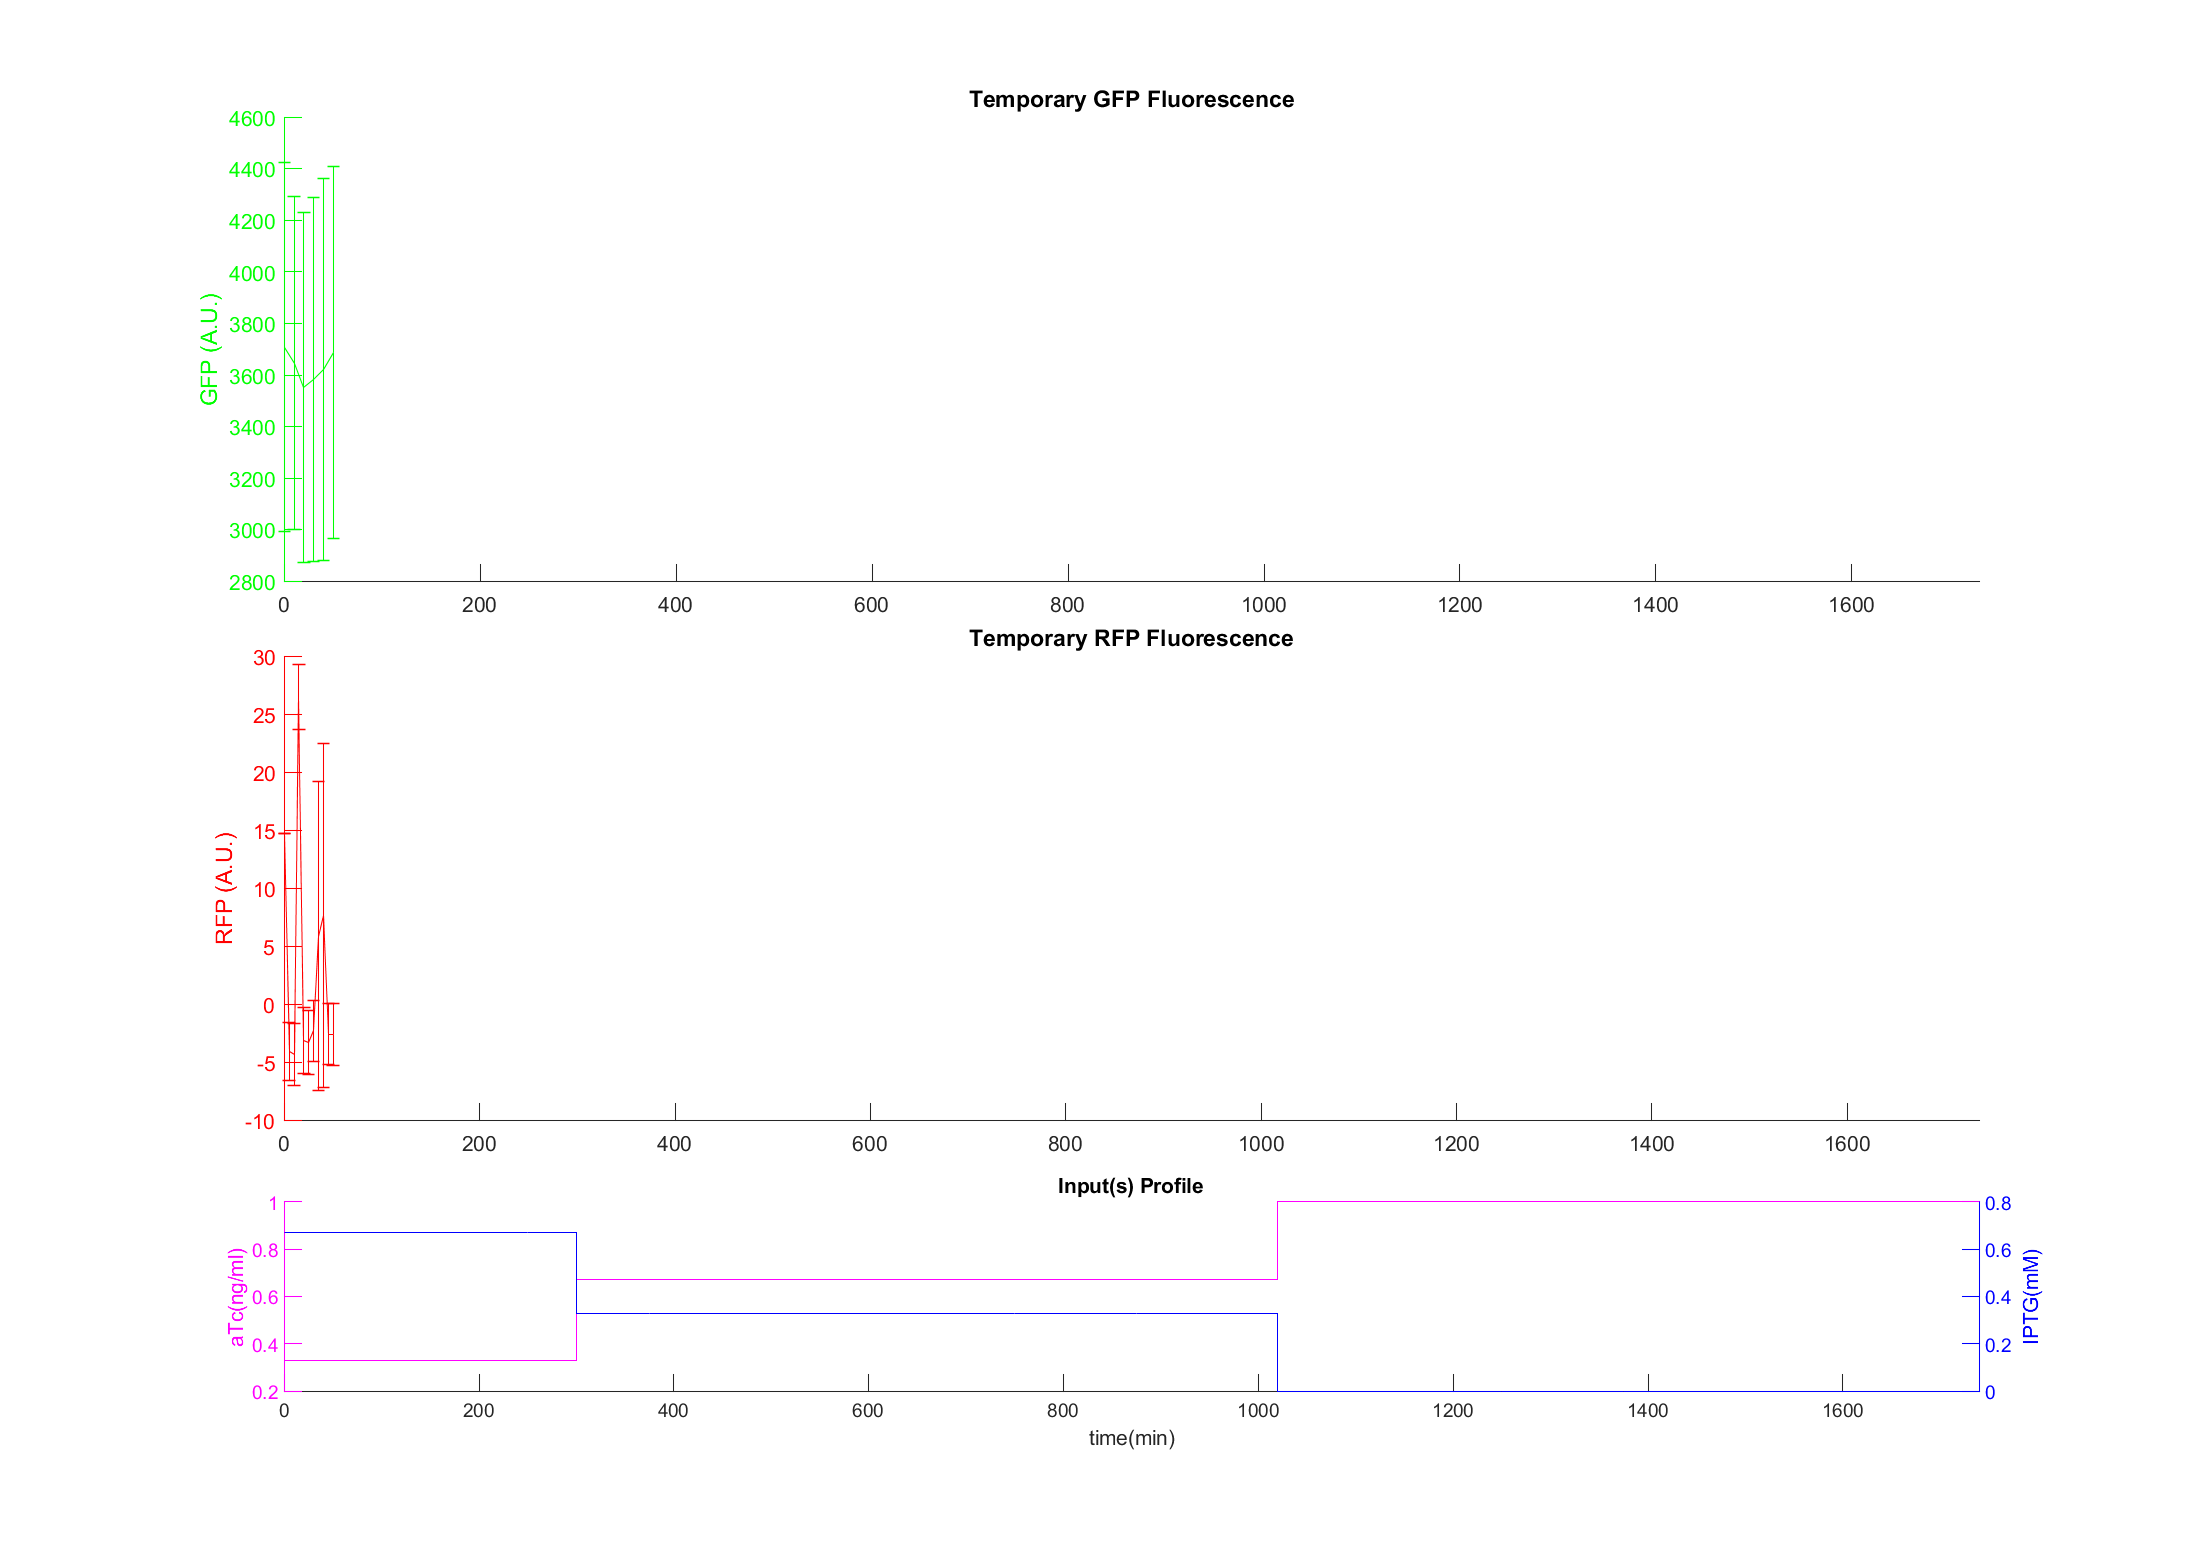 Temporary GFP Fluorescence
GFP (A.U.)
4600
4400
4200
4000
3800
3600
3400
3200
3000
2800
0 200 400 600 800 1000 1200 1400 1600
Temporary RFP Fluorescence
RFP (A.U.)
30
25
20
15
10
5
0
-5
-10
0 200 400 600 800 1000 1200 1400 1600
Input(s) Profile
aTc(ng/ml)
1
0.8
0.6
0.4
0.2
0.8
0.6
0.4
0.2
0
IPTG(mM)
0 200 400 600 800 1000 1200 1400 1600
time(min)